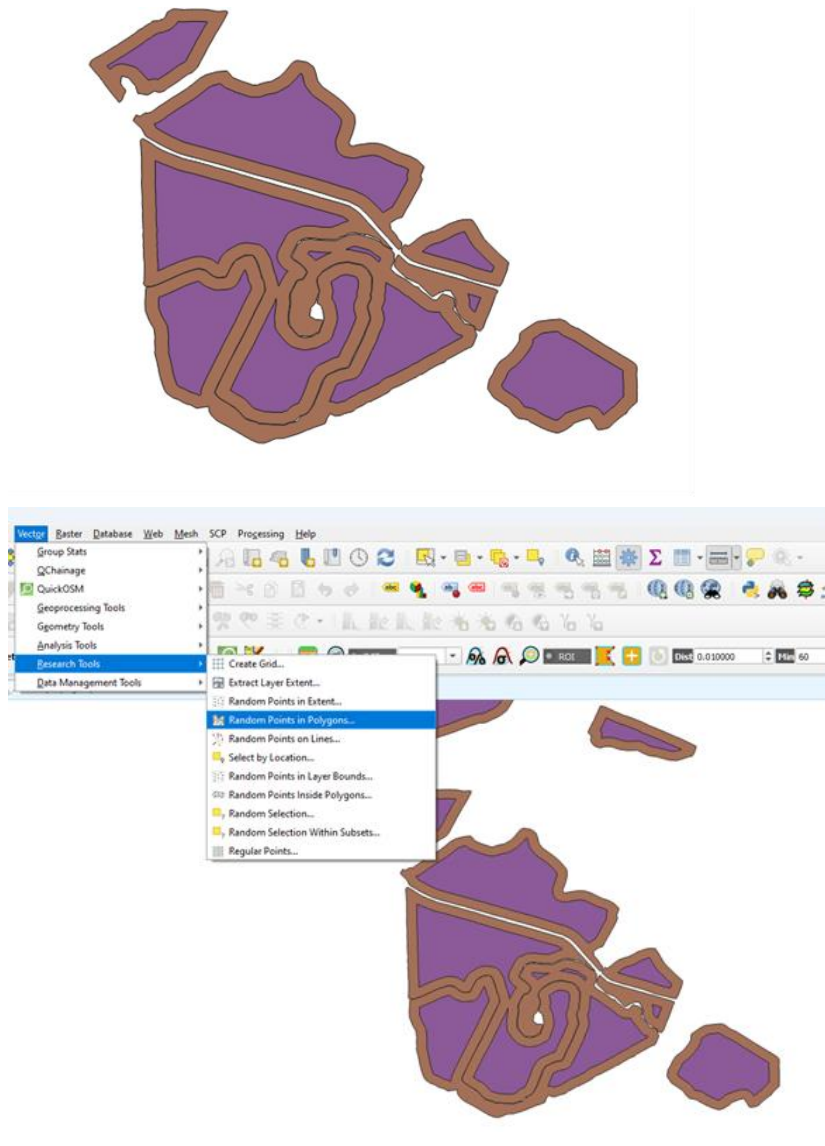 Vector Raster Database Web Mesh SCP Processing Help
Group Stats
QChainage
QuickOSM
Geoprocessing Tools
Geometry Tools
Analysis Tools
Research Tools
Data Management Tools
Create Grid...
Extract Layer Extent...
Random Points in Extent...
Random Points in Polygons...
Random Points on Lines...
Select by Location...
Random Points in Layer Bounds...
Random Points Inside Polygons...
Random Selection...
Random Selection Within Subsets...
Regular Points...
ROI
Dist 0.010000
Min 60